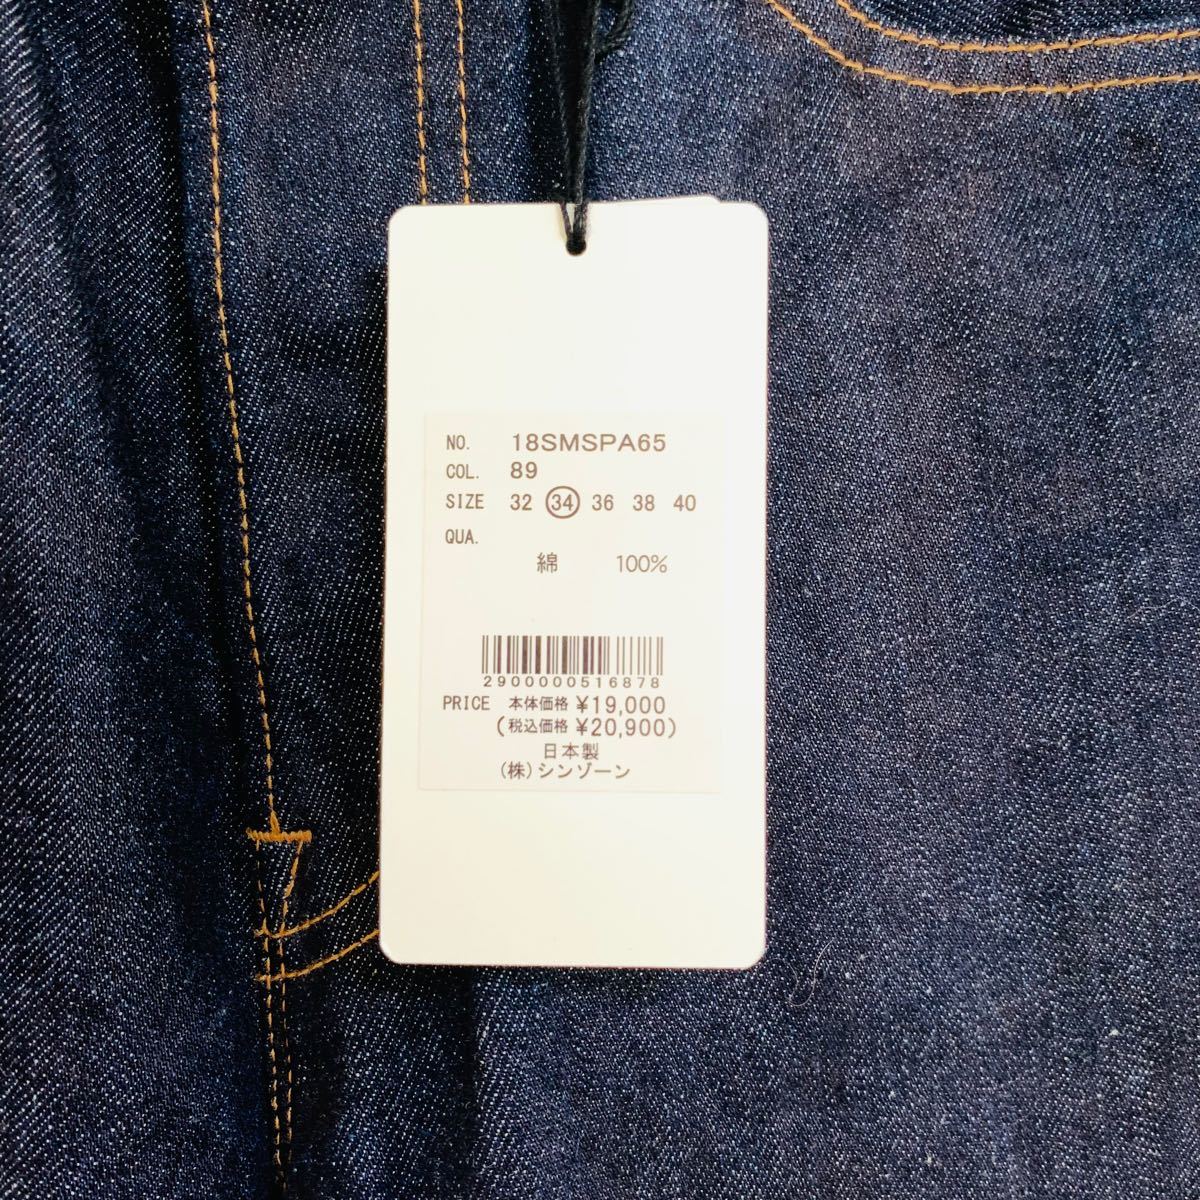 NO. 18SMSPA65
COL. 89
SIZE 32 34 36 38 40
QUA.
綿 100%
2900000516878
PRICE 本体価格 ¥19,000
(税込価格 ¥20,900)
日本製
(株)シンゾーン